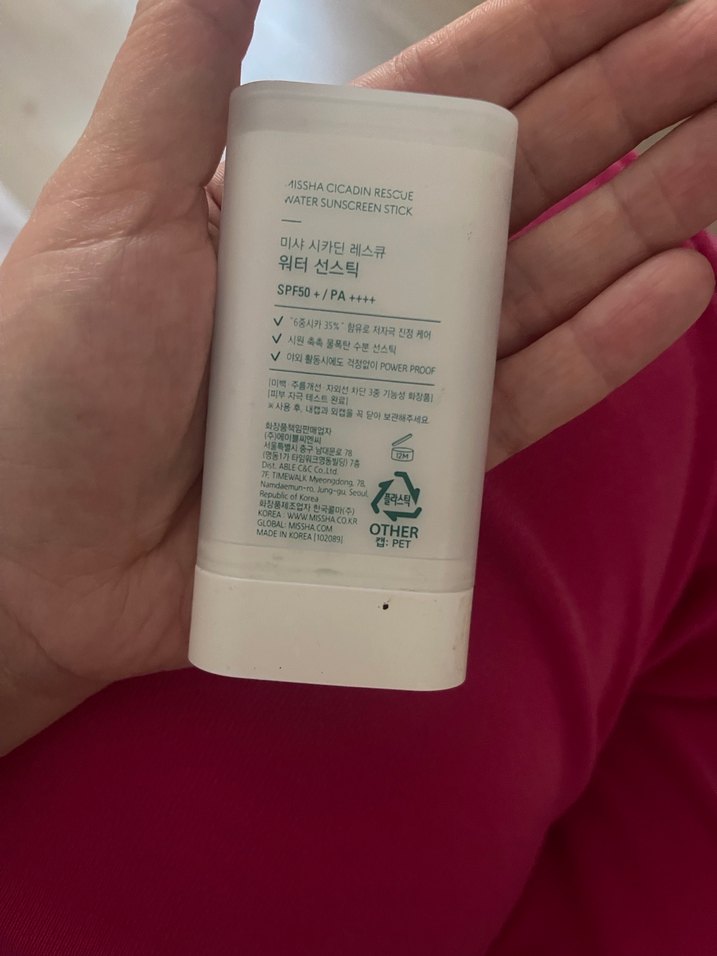 MISSHA CICADIN RESCUE
WATER SUNSCREEN STICK
미샤 시카딘 레스큐
워터 선스틱
SPF50 + / PA ++++
✓ "6중시카 35%" 함유로 저자극 진정 케어
✓ 시원 촉촉 물폭탄 수분 선스틱
✓ 야외 활동시에도 걱정없이 POWER PROOF
[미백·주름개선·자외선 차단 3중 기능성 화장품]
[피부 자극 테스트 완료]
※ 사용 후, 내캡과 외캡을 꼭 닫아 보관해주세요.
화장품책임판매업자
(주)에이블씨엔씨
서울특별시 중구 남대문로 78
(명동1가 타임워크명동빌딩) 7층
Dist. ABLE C&C Co.,Ltd.
7F, TIMEWALK Myeongdong, 78,
Namdaemun-ro, Jung-gu, Seoul,
Republic of Korea
화장품제조업자 한국콜마(주)
KOREA : WWW.MISSHA.CO.KR
GLOBAL: MISSHA.COM
MADE IN KOREA [102089]
12M
플라스틱
OTHER
캡: PET